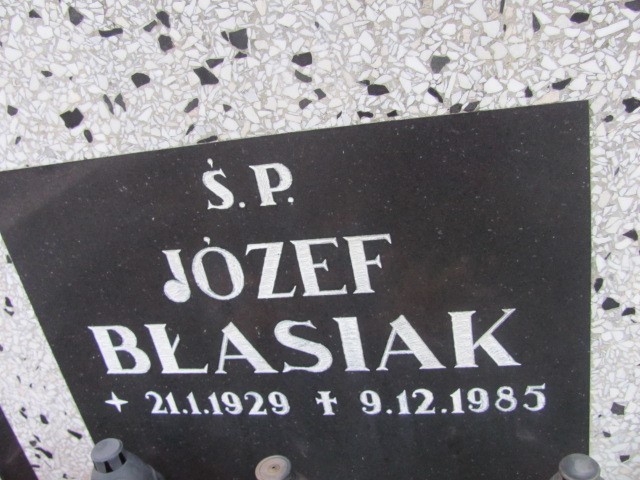 Ś.P.
JÓZEF
BŁASIAK
+ 21.1.1929 ✝ 9.12.1985